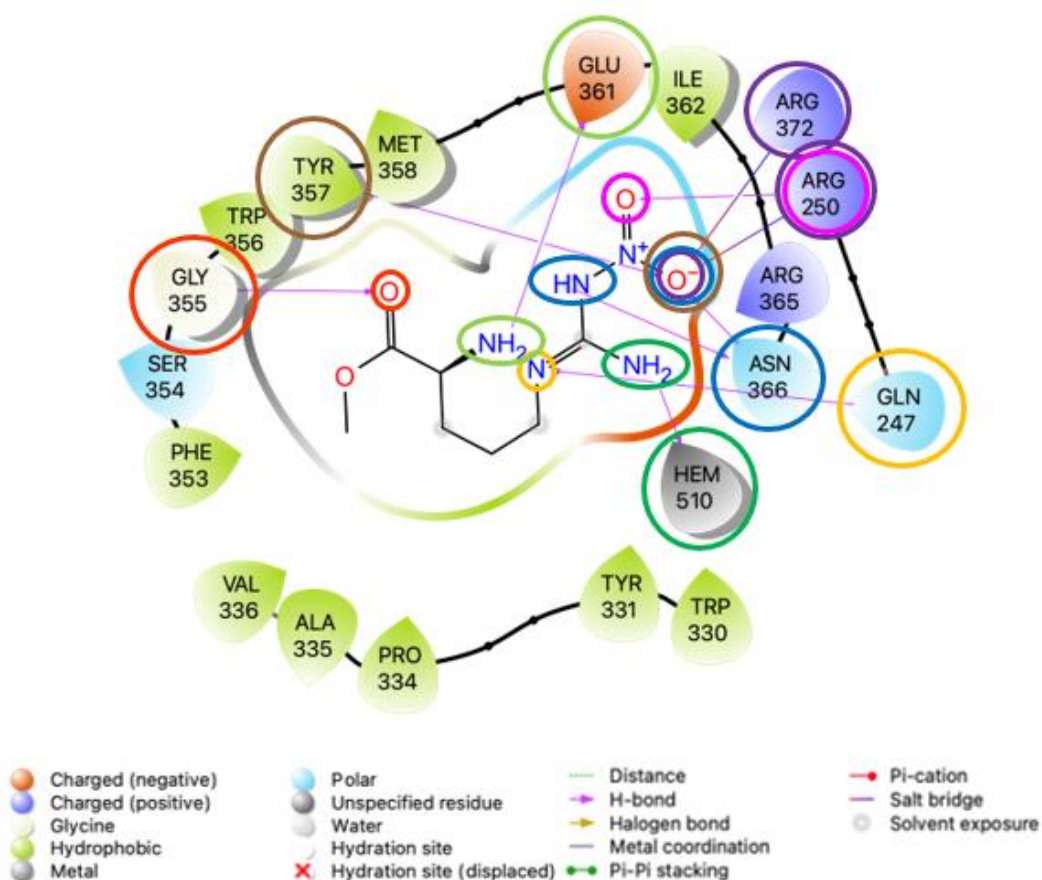 GLU
361
ILE
362
ARG
372
MET
358
TYR
357
ARG
250
O
TRP
356
N+
GLY
355
O
HN
O−
ARG
365
SER
354
O
NH2
N
NH2
ASN
366
GLN
247
PHE
353
HEM
510
VAL
336
ALA
335
PRO
334
TYR
331
TRP
330
Charged (negative)
Charged (positive)
Glycine
Hydrophobic
Metal
Polar
Unspecified residue
Water
Hydration site
Hydration site (displaced)
Distance
H-bond
Halogen bond
Metal coordination
Pi-Pi stacking
Pi-cation
Salt bridge
Solvent exposure